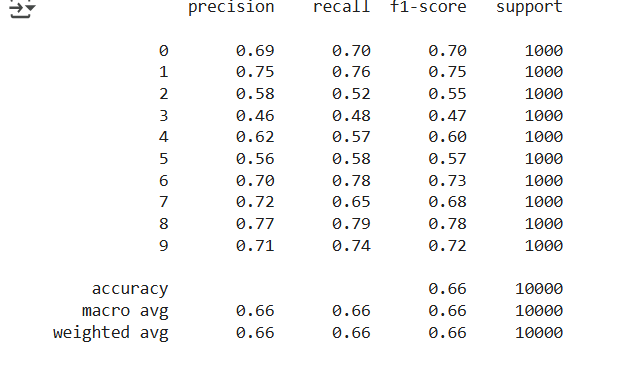 precision recall f1-score support
0 0.69 0.70 0.70 1000
1 0.75 0.76 0.75 1000
2 0.58 0.52 0.55 1000
3 0.46 0.48 0.47 1000
4 0.62 0.57 0.60 1000
5 0.56 0.58 0.57 1000
6 0.70 0.78 0.73 1000
7 0.72 0.65 0.68 1000
8 0.77 0.79 0.78 1000
9 0.71 0.74 0.72 1000
accuracy 0.66 10000
macro avg 0.66 0.66 0.66 10000
weighted avg 0.66 0.66 0.66 10000